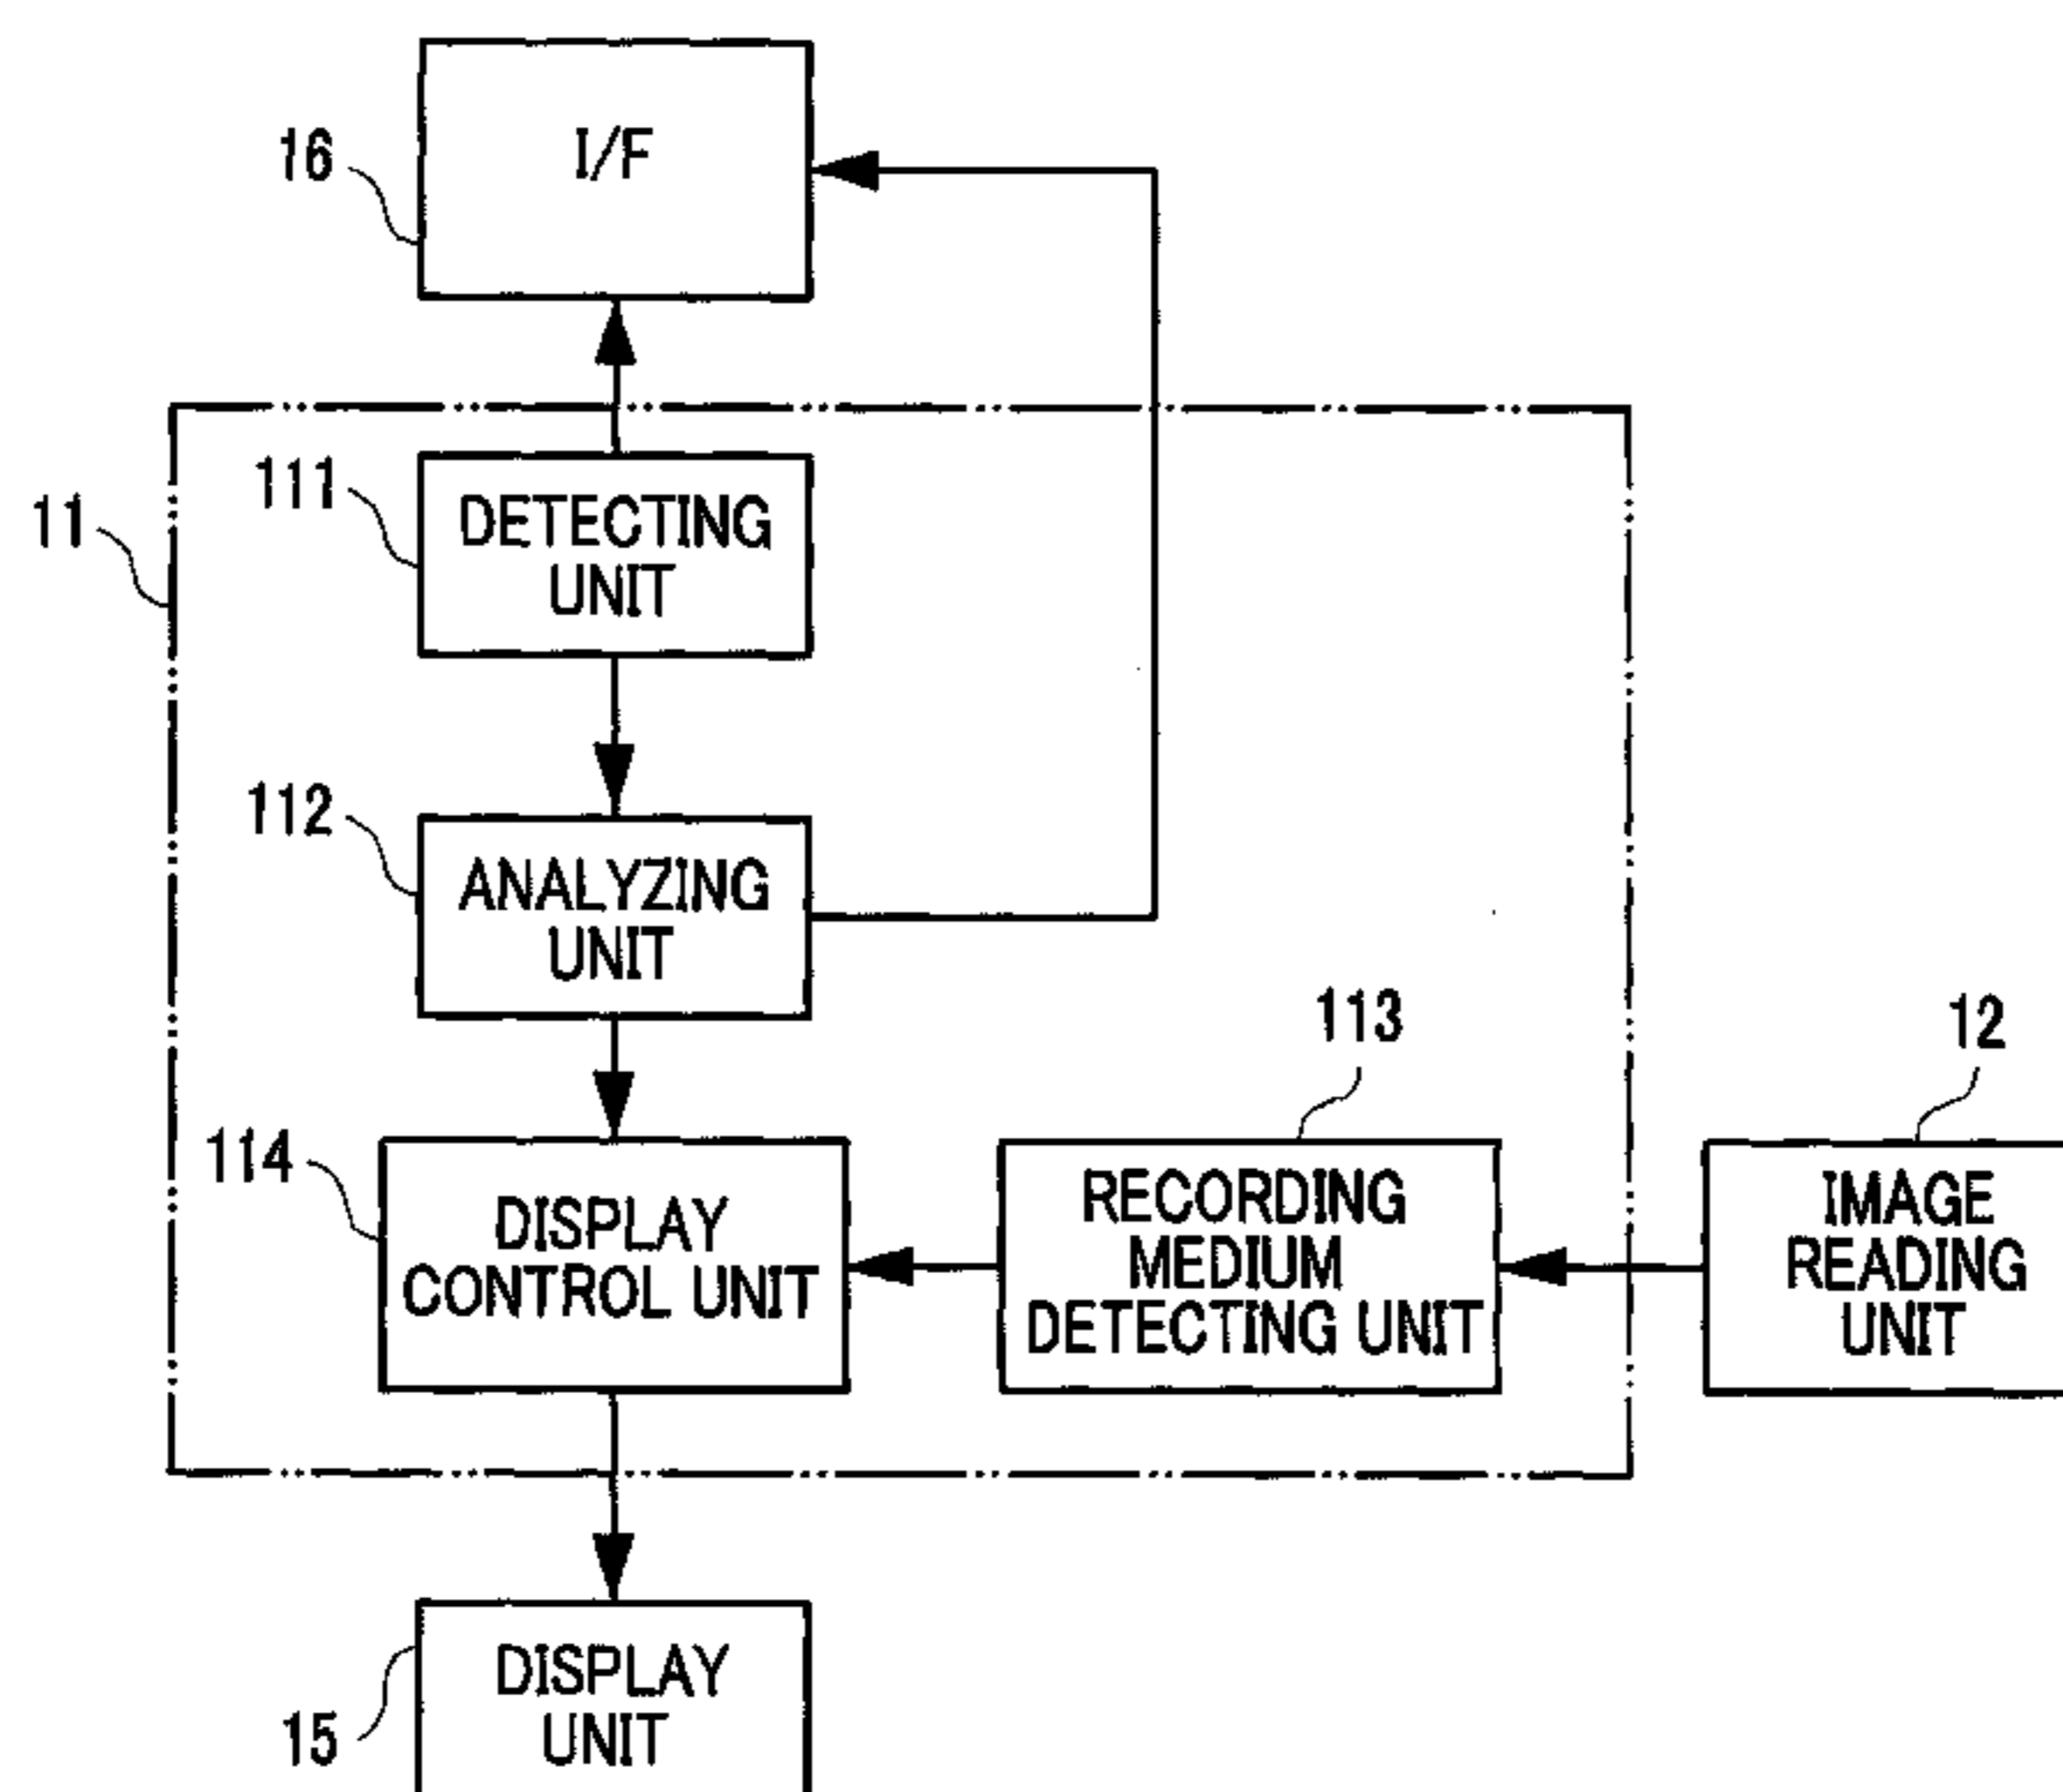 16
I/F
11
111
DETECTING
UNIT
112
ANALYZING
UNIT
113
12
114
DISPLAY
CONTROL UNIT
RECORDING
MEDIUM
DETECTING UNIT
IMAGE
READING
UNIT
15
DISPLAY
UNIT